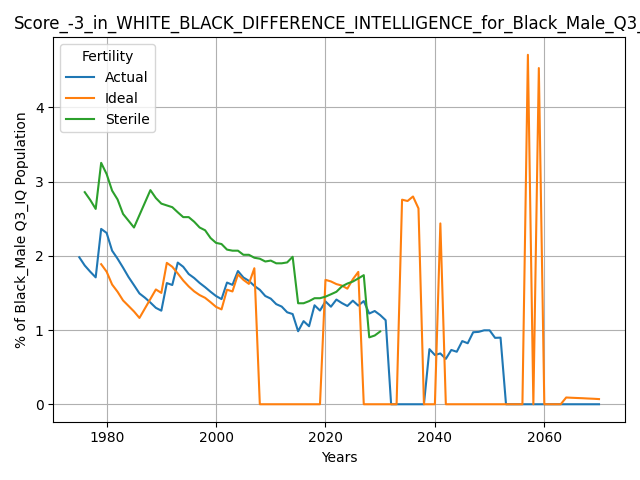 Score_-3_in_WHITE_BLACK_DIFFERENCE_INTELLIGENCE_for_Black_Male_Q3_
Fertility
Actual
Ideal
Sterile
% of Black_Male Q3_IQ Population
4
3
2
1
0
1980 2000 2020 2040 2060
Years